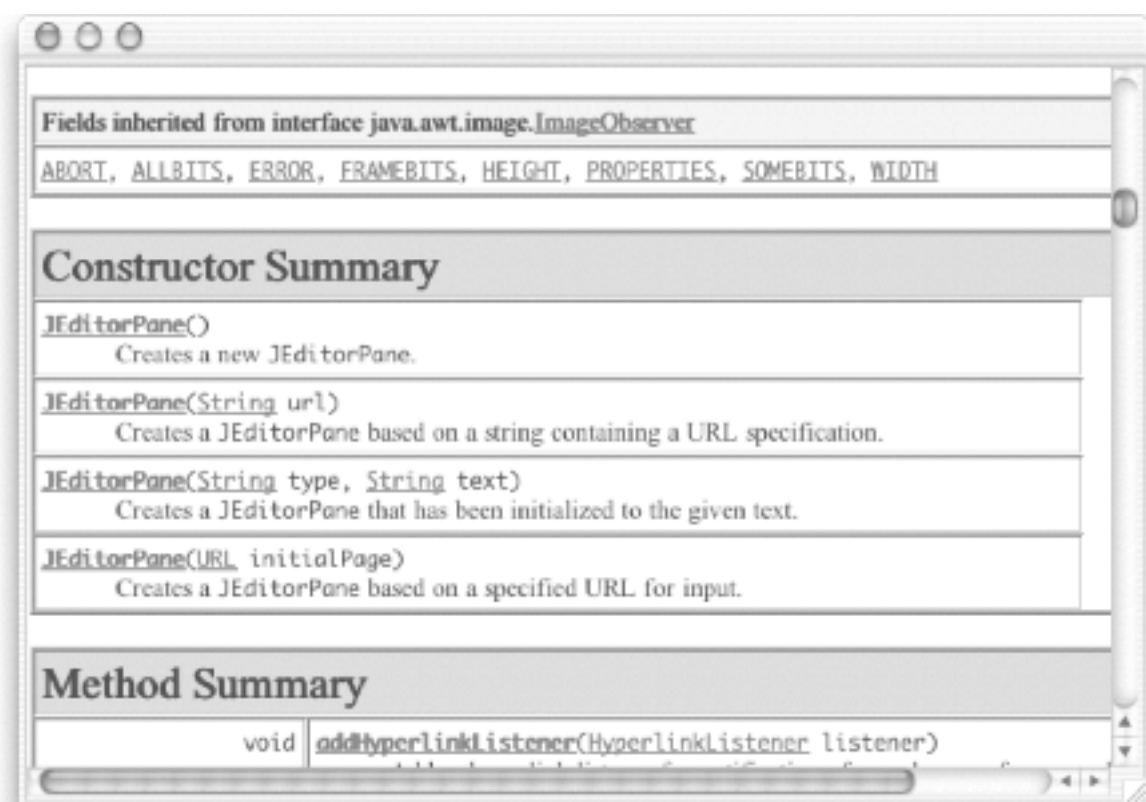 Fields inherited from interface java.awt.image.ImageObserver
ABORT, ALLBITS, ERROR, FRAMEBITS, HEIGHT, PROPERTIES, SOMEBITS, WIDTH
Constructor Summary
JEditorPane()
Creates a new JEditorPane.
JEditorPane(String url)
Creates a JEditorPane based on a string containing a URL specification.
JEditorPane(String type, String text)
Creates a JEditorPane that has been initialized to the given text.
JEditorPane(URL initialPage)
Creates a JEditorPane based on a specified URL for input.
Method Summary
void addHyperlinkListener(HyperlinkListener listener)